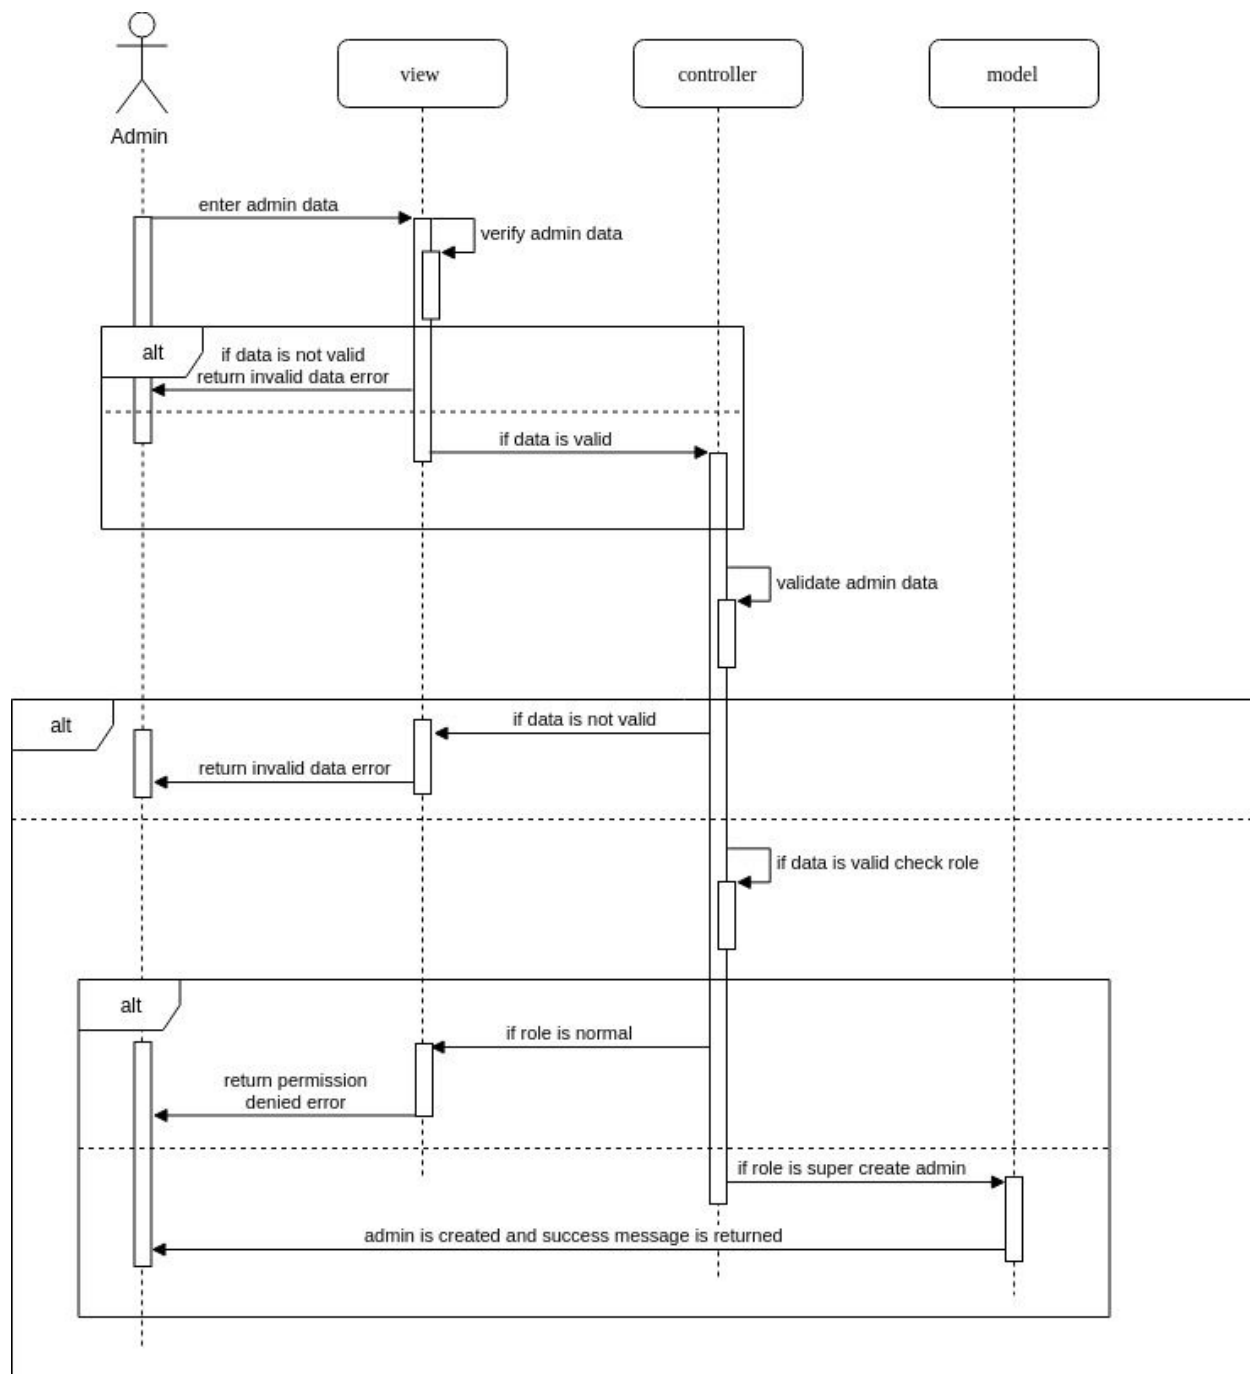 view
controller
model
Admin
enter admin data
verify admin data
alt
if data is not valid
return invalid data error
if data is valid
validate admin data
alt
if data is not valid
return invalid data error
if data is valid check role
alt
if role is normal
return permission
denied error
if role is super create admin
admin is created and success message is returned